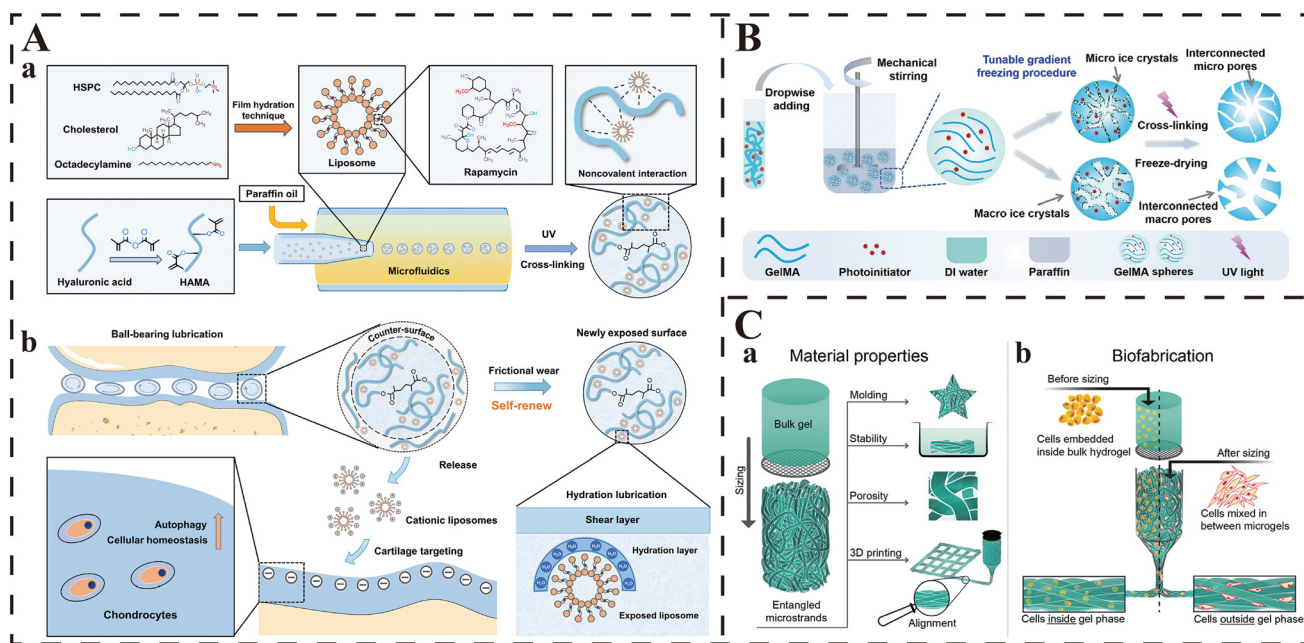 A
a
HSPC
Cholesterol
Octadecylamine
Film hydration
technique
Liposome
Rapamycin
Noncovalent interaction
Paraffin oil
Hyaluronic acid
HAMA
Microfluidics
UV
Cross-linking
b
Ball-bearing lubrication
Counter-surface
Frictional wear
Self-renew
Newly exposed surface
Release
Cationic liposomes
Cartilage targeting
Autophagy
Cellular homeostasis
Chondrocytes
Hydration lubrication
Shear layer
Hydration layer
H₂O
H₂O
H₂O
H₂O
H₂O
H₂O
Exposed liposome
B
Dropwise
adding
Mechanical
stirring
Tunable gradient
freezing procedure
Micro ice crystals
Interconnected
micro pores
Cross-linking
Freeze-drying
Macro ice crystals
Interconnected
macro pores
GelMA
Photoinitiator
DI water
Paraffin
GelMA spheres
UV light
C
a
Material properties
Bulk gel
Sizing
Entangled
microstrands
Molding
Stability
Porosity
3D printing
Alignment
b
Biofabrication
Before sizing
Cells embedded
inside bulk hydrogel
After sizing
Cells mixed in
between microgels
Cells inside gel phase
Cells outside gel phase